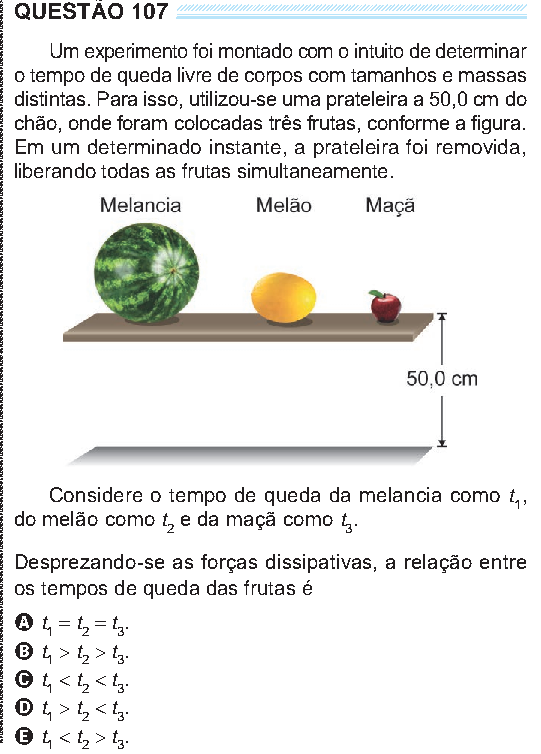 QUESTÃO 107
Um experimento foi montado com o intuito de determinar
o tempo de queda livre de corpos com tamanhos e massas
distintas. Para isso, utilizou-se uma prateleira a 50,0 cm do
chão, onde foram colocadas três frutas, conforme a figura.
Em um determinado instante, a prateleira foi removida,
liberando todas as frutas simultaneamente.
Melancia Melão Maçã
50,0 cm
Considere o tempo de queda da melancia como t₁,
do melão como t₂ e da maçã como t₃.
Desprezando-se as forças dissipativas, a relação entre
os tempos de queda das frutas é
A t₁ = t₂ = t₃.
B t₁ > t₂ > t₃.
C t₁ < t₂ < t₃.
D t₁ > t₂ < t₃.
E t₁ < t₂ > t₃.